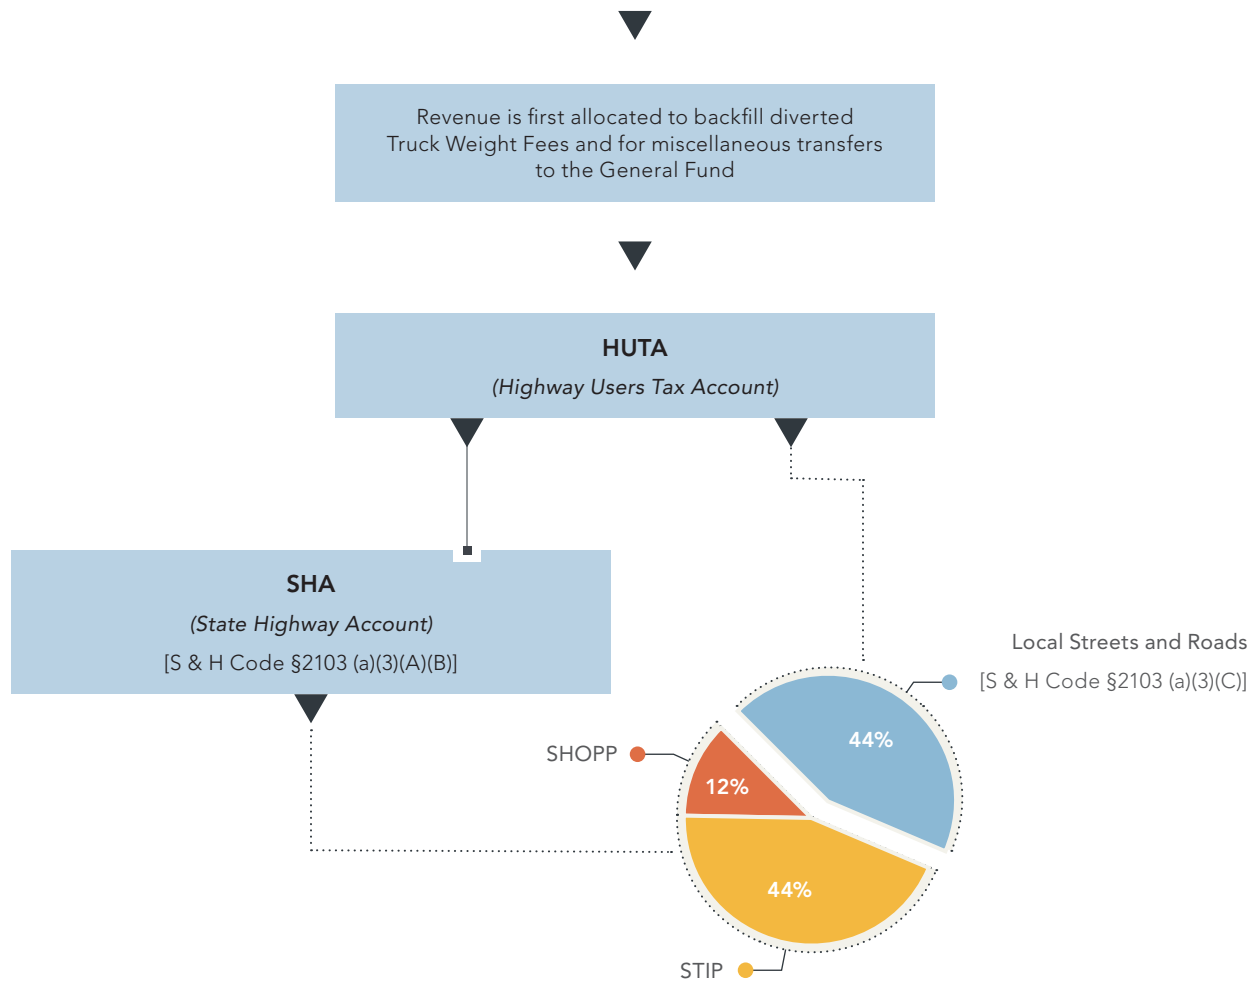 Revenue is first allocated to backfill diverted
Truck Weight Fees and for miscellaneous transfers
to the General Fund
HUTA
(Highway Users Tax Account)
SHA
(State Highway Account)
[S & H Code §2103 (a)(3)(A)(B)]
Local Streets and Roads
[S & H Code §2103 (a)(3)(C)]
44%
SHOPP
12%
44%
STIP